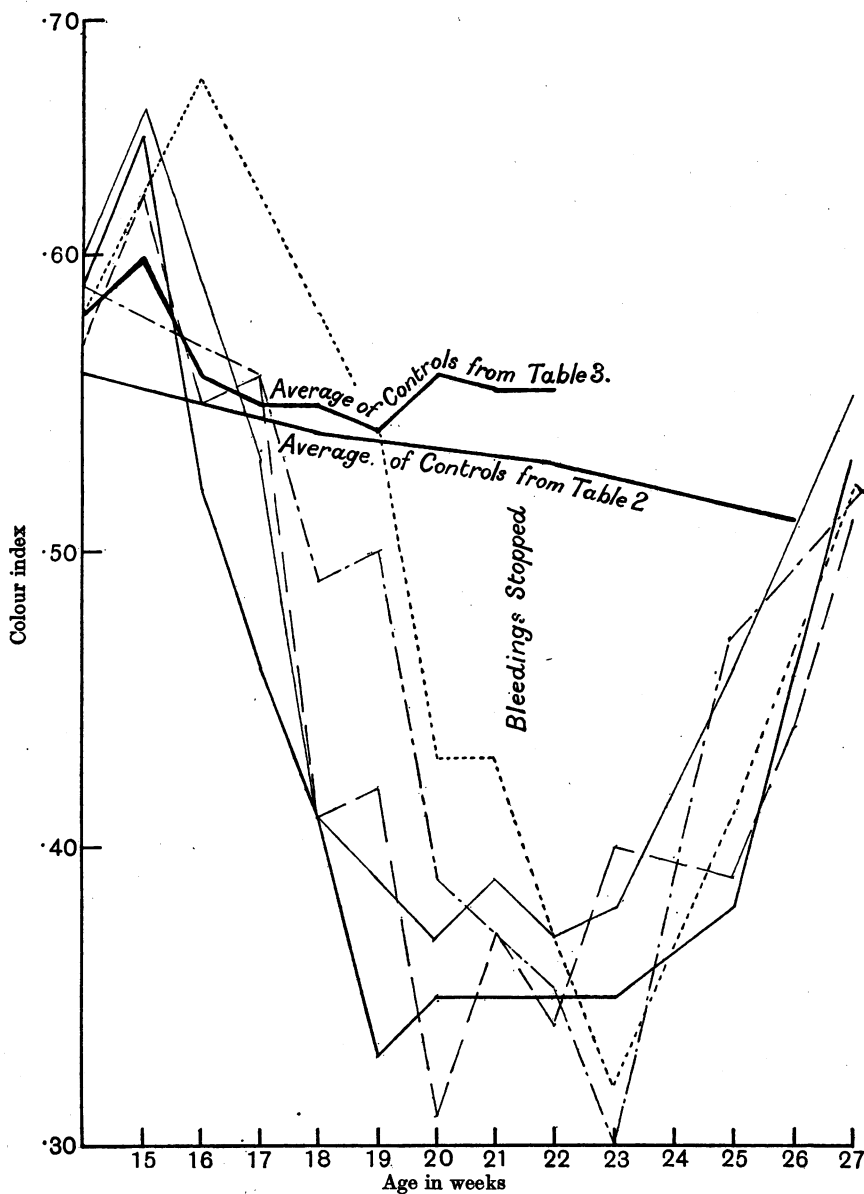 ·70
·60
·50
·40
·30
Colour index
Average of Controls from Table 3.
Average. of Controls from Table 2
Bleedings Stopped
15 16 17 18 19 20 21 22 23 24 25 26 27
Age in weeks